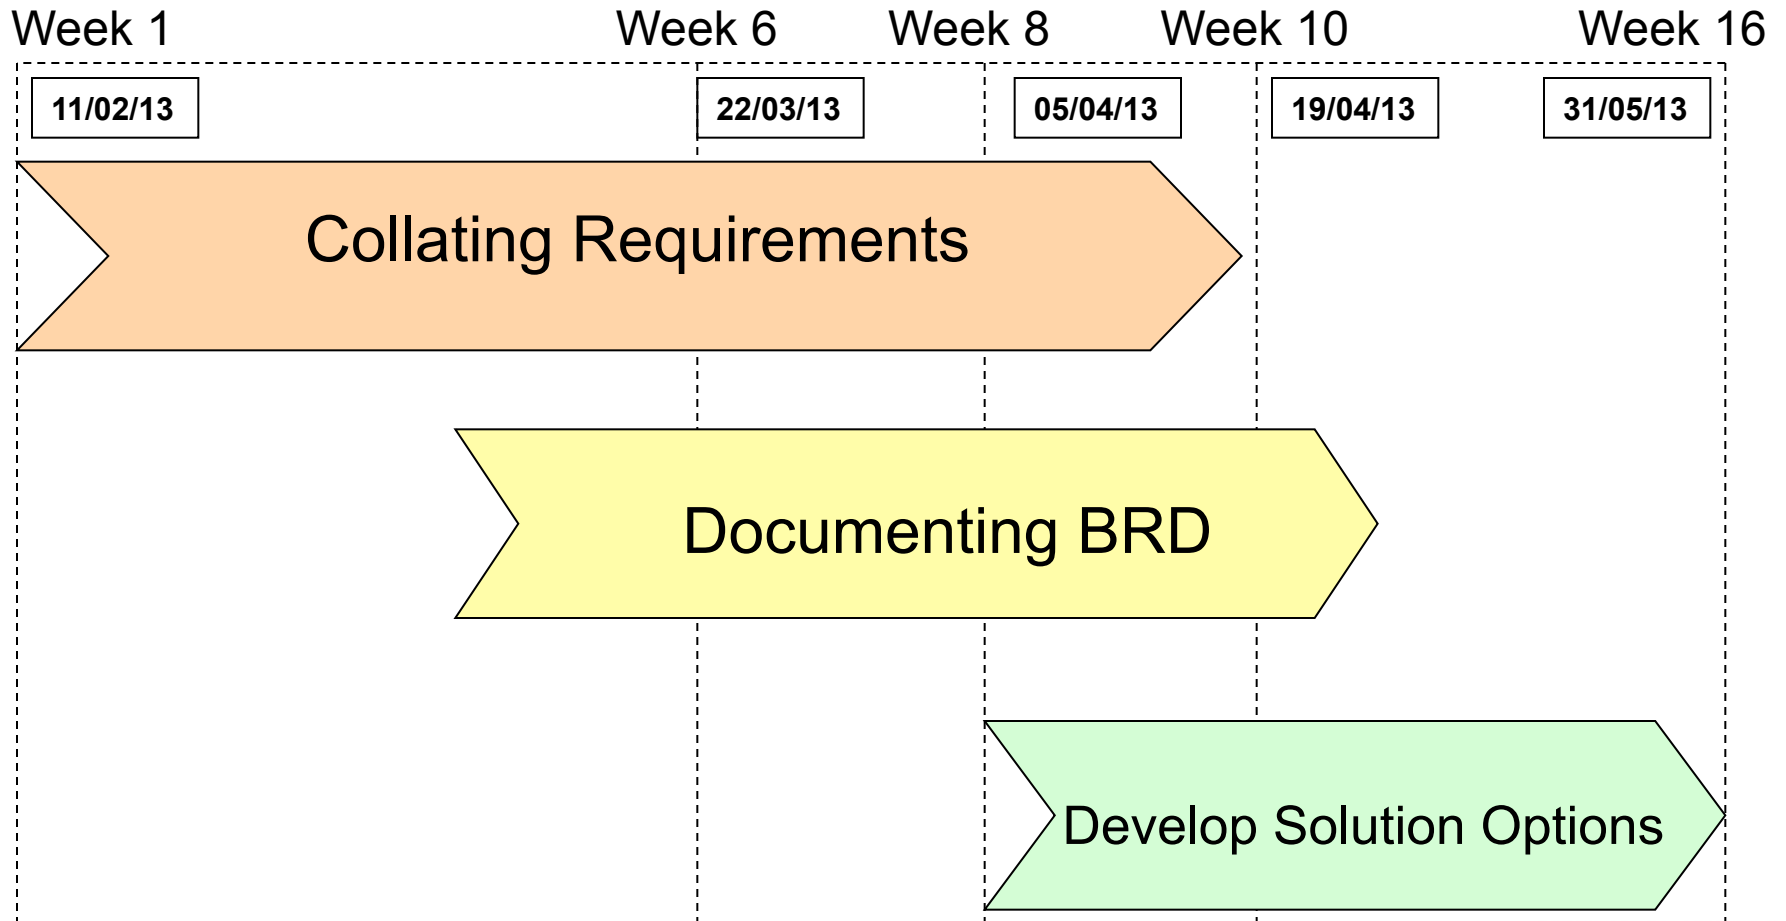 Week 1
Week 6
Week 8
Week 10
Week 16
11/02/13
22/03/13
05/04/13
19/04/13
31/05/13
Collating Requirements
Documenting BRD
Develop Solution Options